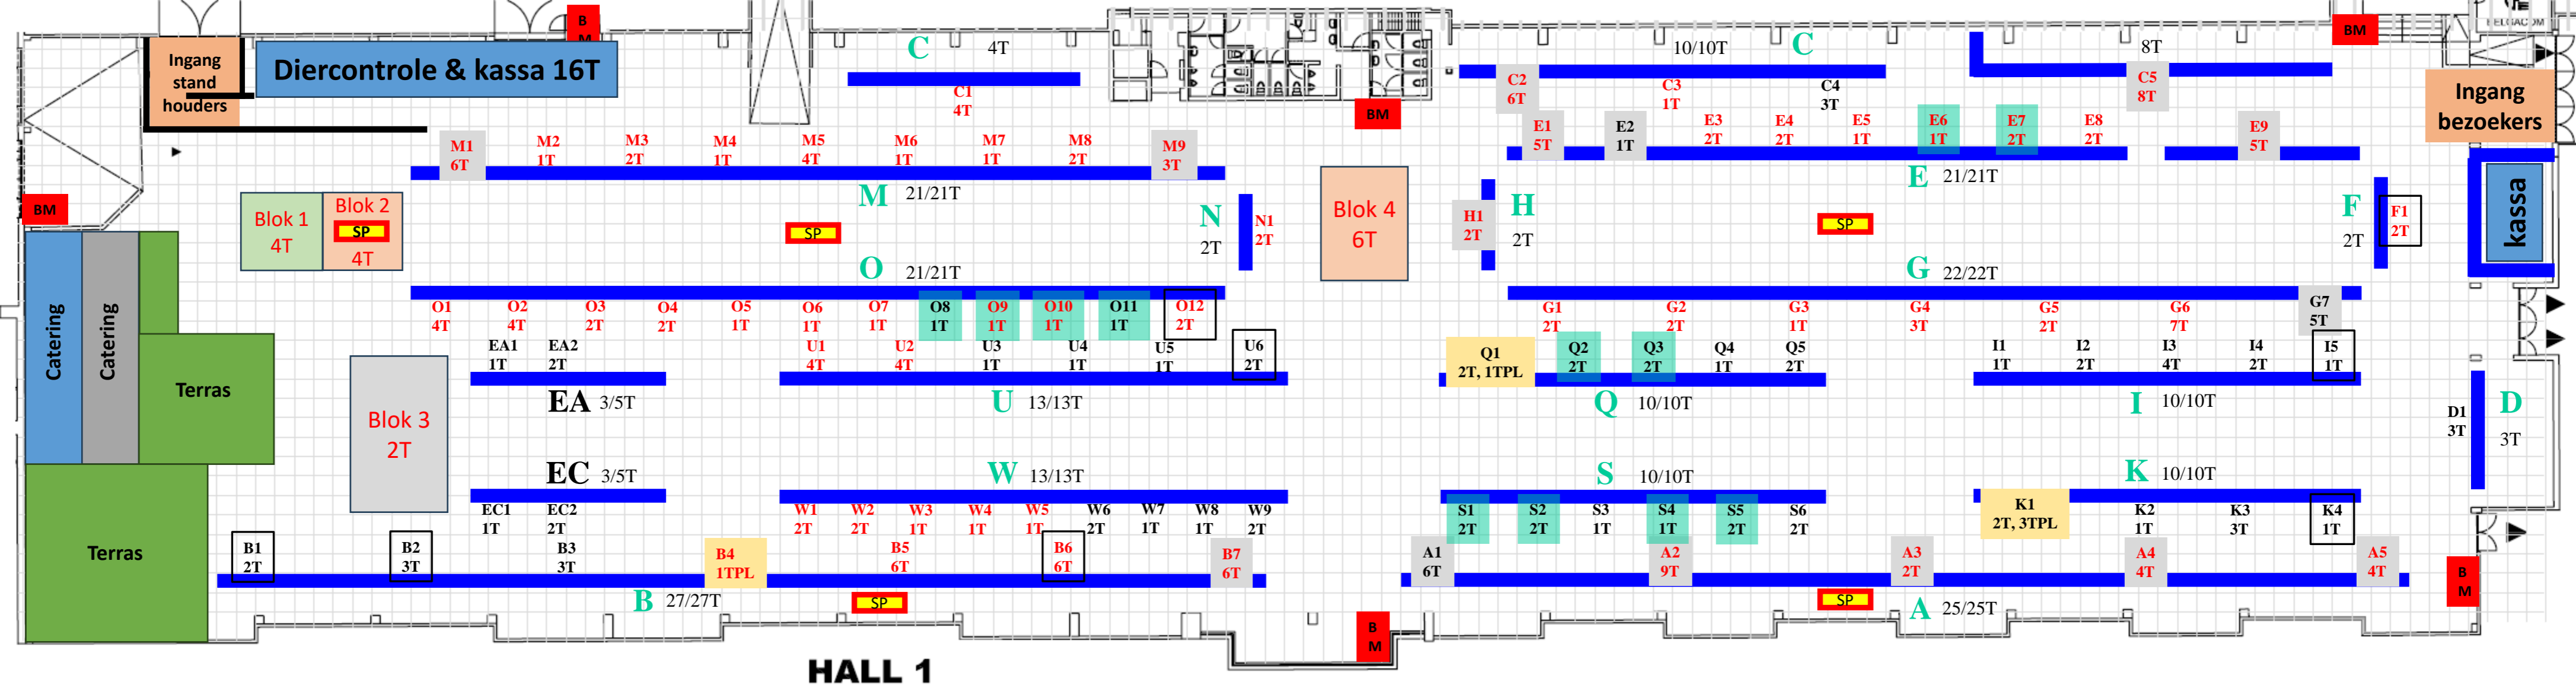 B
M
Ingang
stand
houders
Diercontrole & kassa 16T
C 4T
C1
4T
BM
10/10T C
8T
BM
BELGACOM
Ingang
bezoekers
C2
6T
C3
1T
C4
3T
C5
8T
E1
5T
E2
1T
E3
2T
E4
2T
E5
1T
E6
1T
E7
2T
E8
2T
E9
5T
M1
6T
M2
1T
M3
2T
M4
1T
M5
4T
M6
1T
M7
1T
M8
2T
M9
3T
M 21/21T
E 21/21T
BM
Blok 1
4T
Blok 2
SP
4T
SP
N
2T
N1
2T
Blok 4
6T
H1
2T
H
2T
SP
F
2T
F1
2T
kassa
O 21/21T
G 22/22T
O1
4T
O2
4T
O3
2T
O4
2T
O5
1T
O6
1T
O7
1T
O8
1T
O9
1T
O10
1T
O11
1T
O12
2T
G1
2T
G2
2T
G3
1T
G4
3T
G5
2T
G6
7T
G7
5T
Catering
Catering
Terras
EA1
1T
EA2
2T
U1
4T
U2
4T
U3
1T
U4
1T
U5
1T
U6
2T
Q1
2T, 1TPL
Q2
2T
Q3
2T
Q4
1T
Q5
2T
I1
1T
I2
2T
I3
4T
I4
2T
I5
1T
EA 3/5T
U 13/13T
Q 10/10T
I 10/10T
Blok 3
2T
D1
3T
D
3T
EC 3/5T
W 13/13T
S 10/10T
K 10/10T
EC1
1T
EC2
2T
W1
2T
W2
2T
W3
1T
W4
1T
W5
1T
W6
2T
W7
1T
W8
1T
W9
2T
S1
2T
S2
2T
S3
1T
S4
1T
S5
2T
S6
2T
K1
2T, 3TPL
K2
1T
K3
3T
K4
1T
Terras
B1
2T
B2
3T
B3
3T
B4
1TPL
B5
6T
B6
6T
B7
6T
A1
6T
A2
9T
A3
2T
A4
4T
A5
4T
B
M
B 27/27T
SP
SP
A 25/25T
B
M
HALL 1